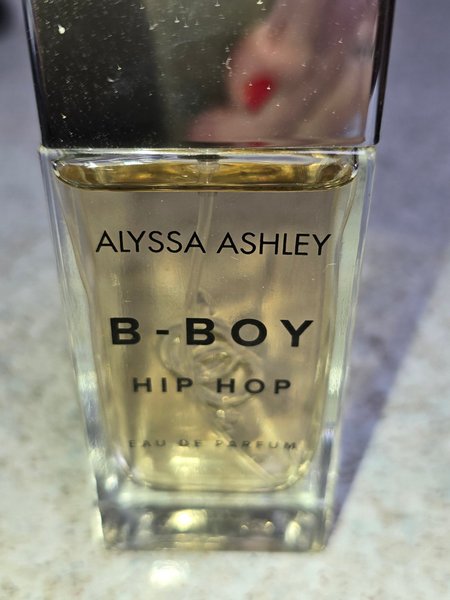 ALYSSA ASHLEY
B-BOY
HIP HOP
EAU DE PARFUM